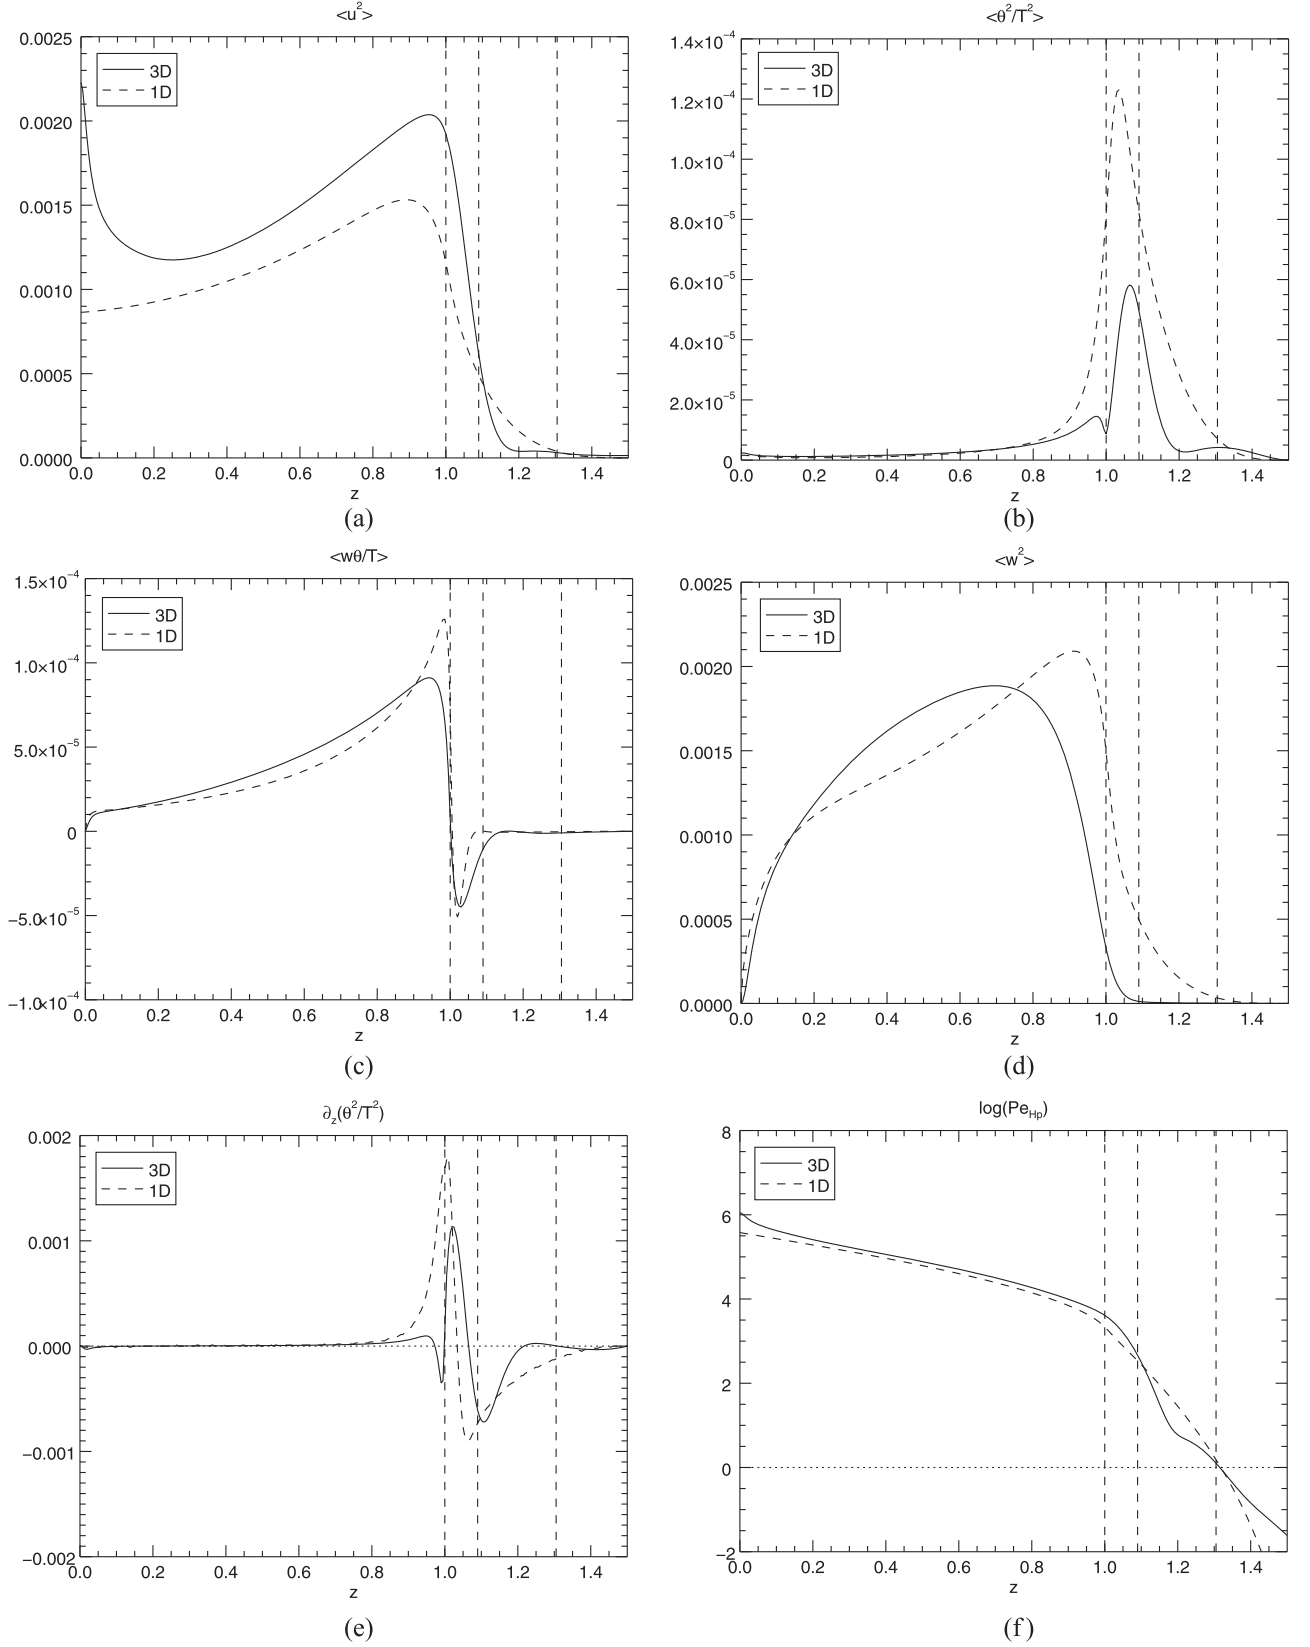 <u²>
0.0025
0.0020
0.0015
0.0010
0.0005
0.0000
3D
1D
0.0 0.2 0.4 0.6 0.8 1.0 1.2 1.4
z
(a)
<θ²/T²>
1.4×10⁻⁴
1.2×10⁻⁴
1.0×10⁻⁴
8.0×10⁻⁵
6.0×10⁻⁵
4.0×10⁻⁵
2.0×10⁻⁵
0
3D
1D
0.0 0.2 0.4 0.6 0.8 1.0 1.2 1.4
z
(b)
<wθ/T>
1.5×10⁻⁴
1.0×10⁻⁴
5.0×10⁻⁵
0
−5.0×10⁻⁵
−1.0×10⁻⁴
3D
1D
0.0 0.2 0.4 0.6 0.8 1.0 1.2 1.4
z
(c)
<w²>
0.0025
0.0020
0.0015
0.0010
0.0005
0.0000
3D
1D
0.0 0.2 0.4 0.6 0.8 1.0 1.2 1.4
z
(d)
∂z(θ²/T²)
0.002
0.001
0.000
−0.001
−0.002
3D
1D
0.0 0.2 0.4 0.6 0.8 1.0 1.2 1.4
z
(e)
log(PeHp)
8
6
4
2
0
−2
3D
1D
0.0 0.2 0.4 0.6 0.8 1.0 1.2 1.4
z
(f)